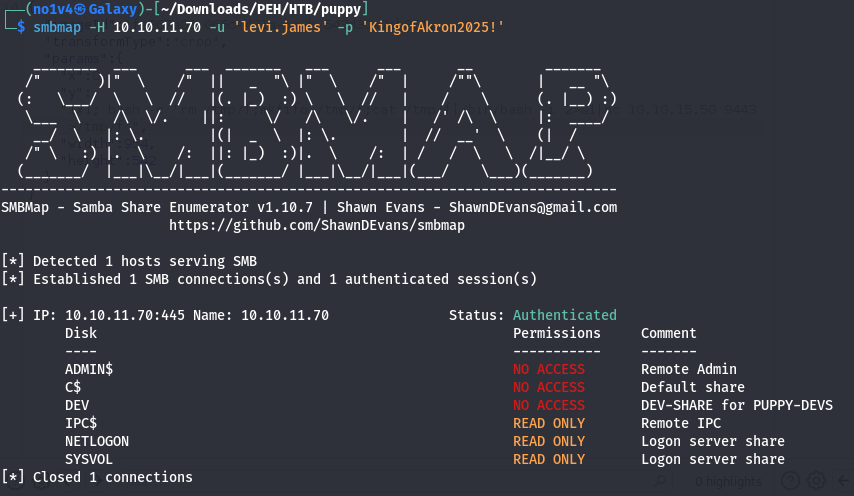 ┌──(no1v4㉿Galaxy)-[~/Downloads/PEH/HTB/puppy]
└─$ smbmap -H 10.10.11.70 -u 'levi.james' -p 'KingofAkron2025!'
SMBMap - Samba Share Enumerator v1.10.7 | Shawn Evans - ShawnDEvans@gmail.com
https://github.com/ShawnDEvans/smbmap
[*] Detected 1 hosts serving SMB
[*] Established 1 SMB connections(s) and 1 authenticated session(s)
[+] IP: 10.10.11.70:445 Name: 10.10.11.70 Status: Authenticated
Disk Permissions Comment
---- ----------- -------
ADMIN$ NO ACCESS Remote Admin
C$ NO ACCESS Default share
DEV NO ACCESS DEV-SHARE for PUPPY-DEVS
IPC$ READ ONLY Remote IPC
NETLOGON READ ONLY Logon server share
SYSVOL READ ONLY Logon server share
[*] Closed 1 connections
0 highlights